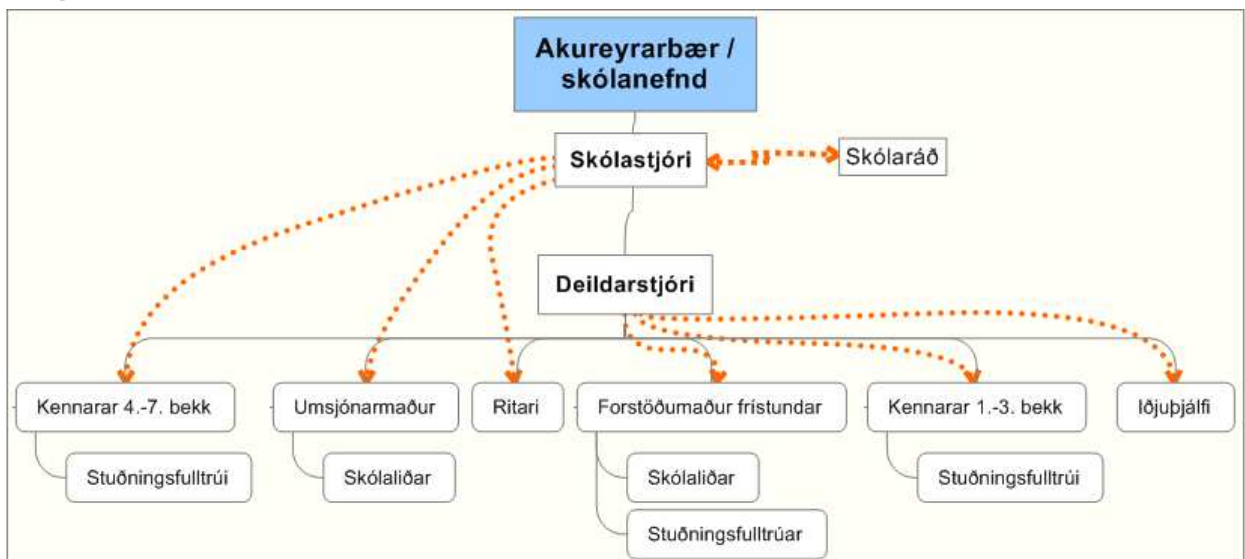 Akureyrarbær /
skólanefnd
Skólastjóri
Skólaráð
Deildarstjóri
Kennarar 4.-7. bekk
Umsjónarmaður
Ritari
Forstöðumaður frístundar
Kennarar 1.-3. bekk
Iðjuþjálfi
Stuðningsfulltrúi
Skólaliðar
Skólaliðar
Stuðningsfulltrúi
Stuðningsfulltrúar